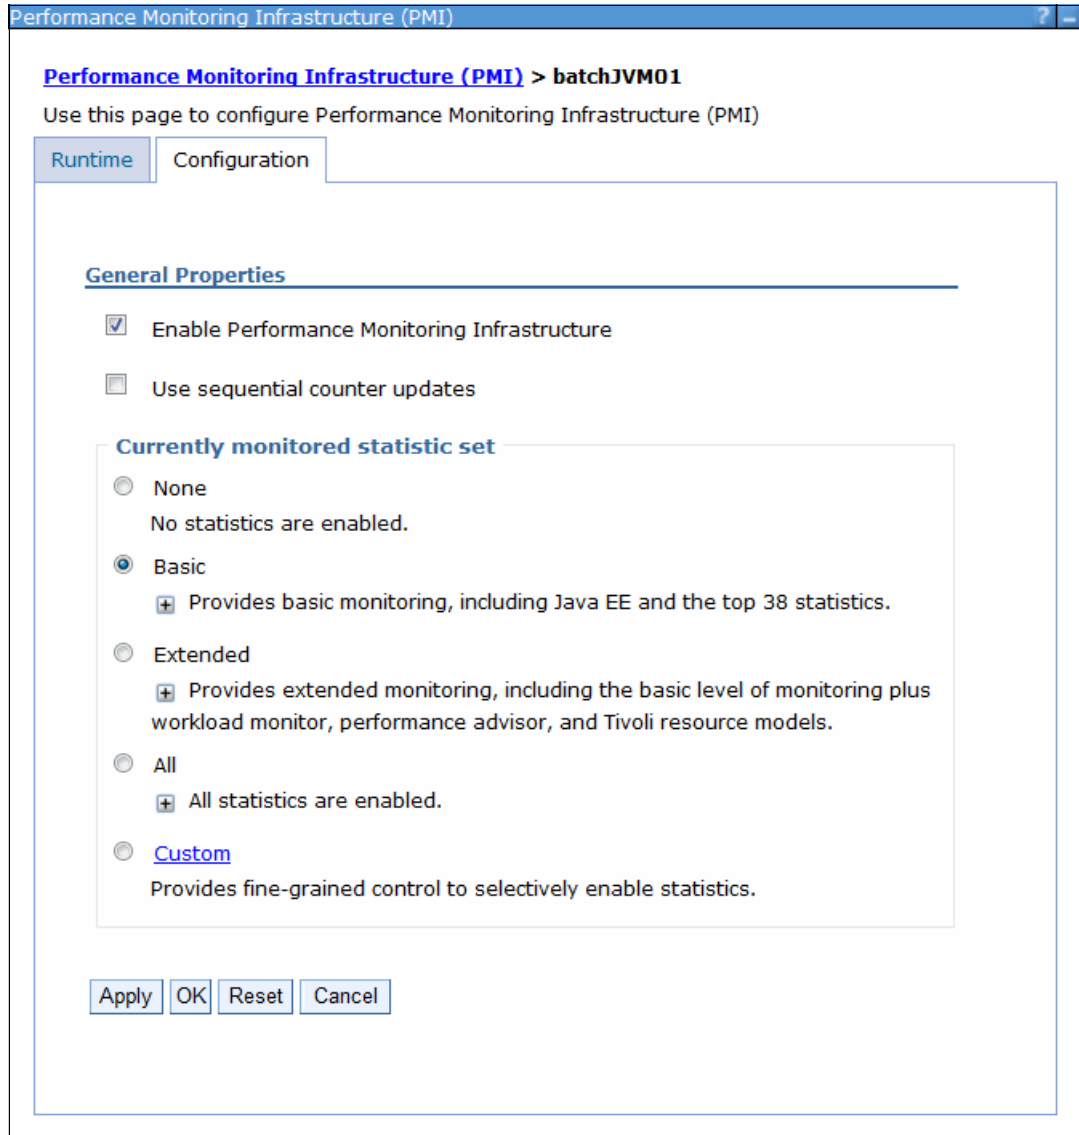 Performance Monitoring Infrastructure (PMI) ? –
Performance Monitoring Infrastructure (PMI) > batchJVM01
Use this page to configure Performance Monitoring Infrastructure (PMI)
Runtime Configuration
General Properties
Enable Performance Monitoring Infrastructure
Use sequential counter updates
Currently monitored statistic set
None
No statistics are enabled.
Basic
Provides basic monitoring, including Java EE and the top 38 statistics.
Extended
Provides extended monitoring, including the basic level of monitoring plus
workload monitor, performance advisor, and Tivoli resource models.
All
All statistics are enabled.
Custom
Provides fine-grained control to selectively enable statistics.
Apply OK Reset Cancel